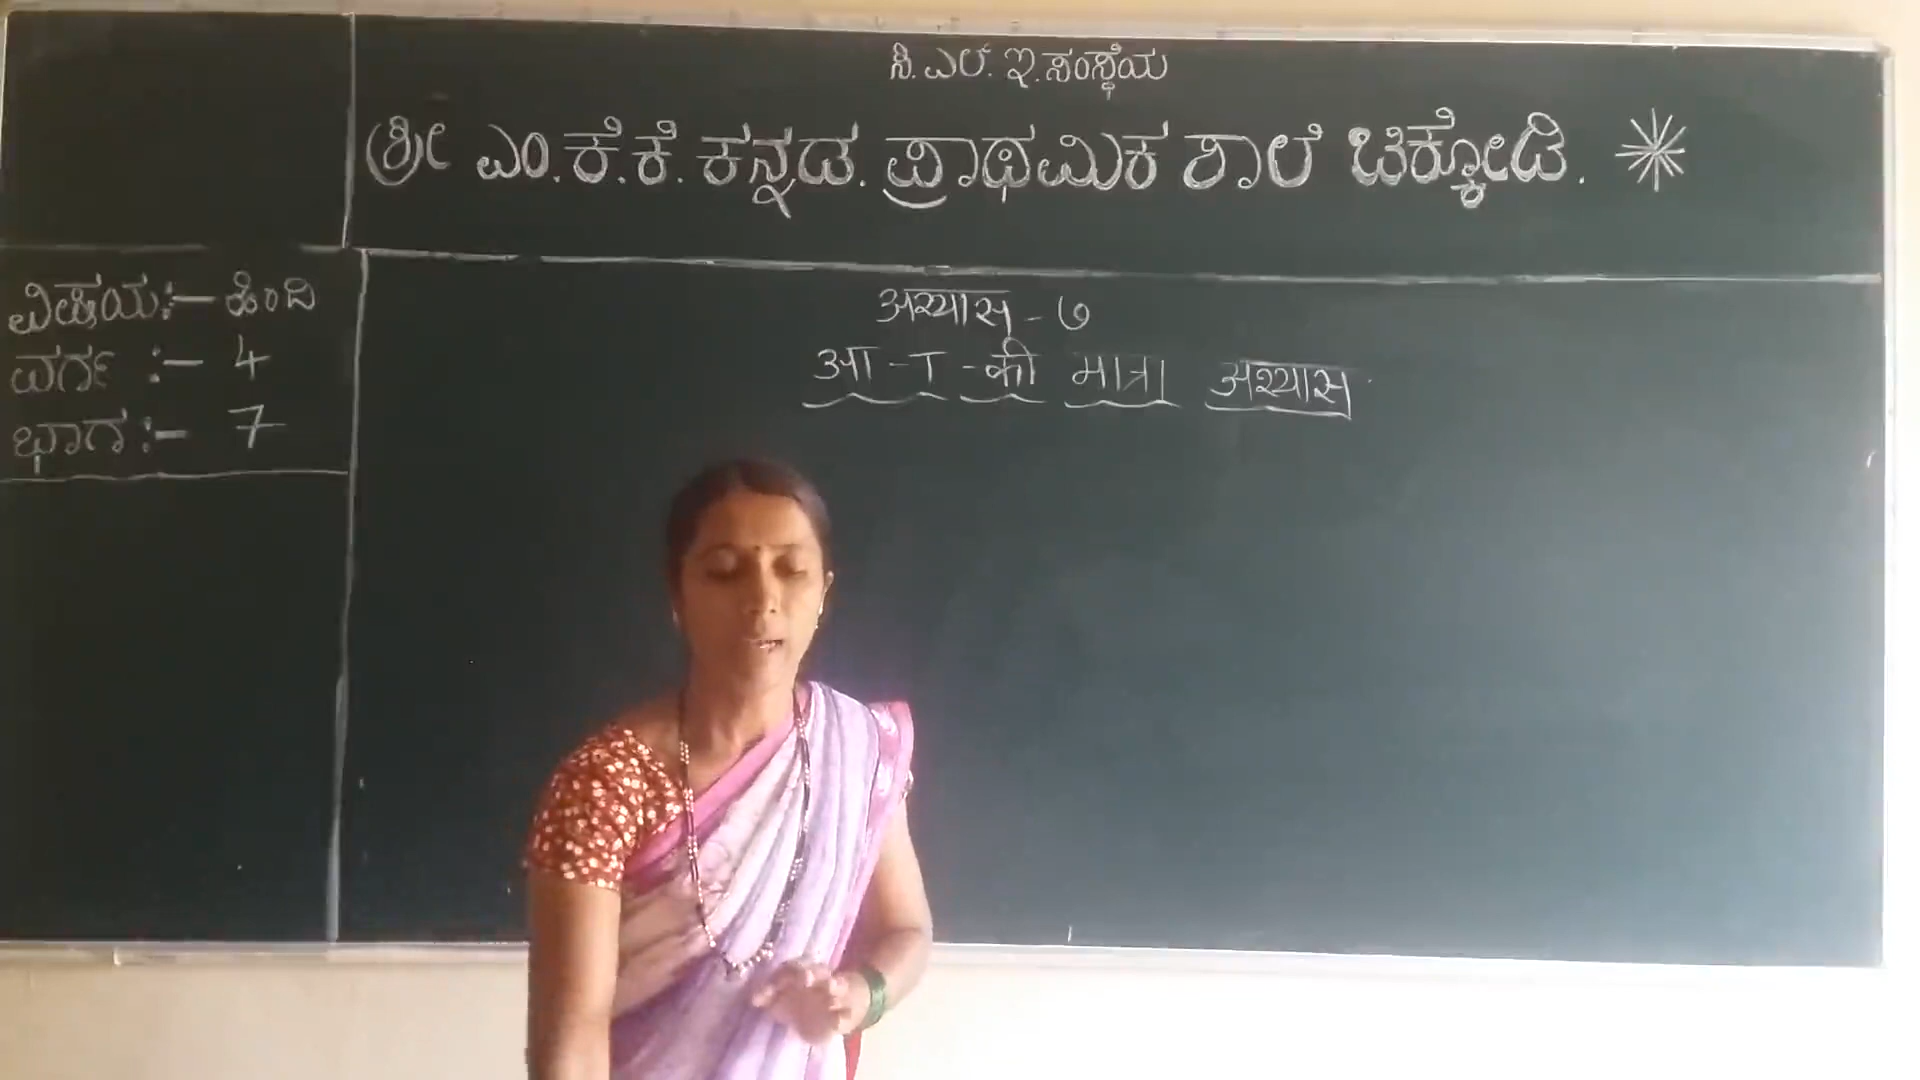 ಸಿ. ಎಲ್. ಇ. ಸಂಸ್ಥೆಯ
ಶ್ರೀ ಎಂ.ಕೆ.ಕೆ. ಕನ್ನಡ. ಪ್ರಾಥಮಿಕ ಶಾಲೆ ಚಿಕ್ಕೋಡಿ.
ವಿಷಯ:- ಹಿಂದಿ
ವರ್ಗ :- 4
ಭಾಗ :- 7
अभ्यास - ७
आ - ा - की मात्रा अभ्यास